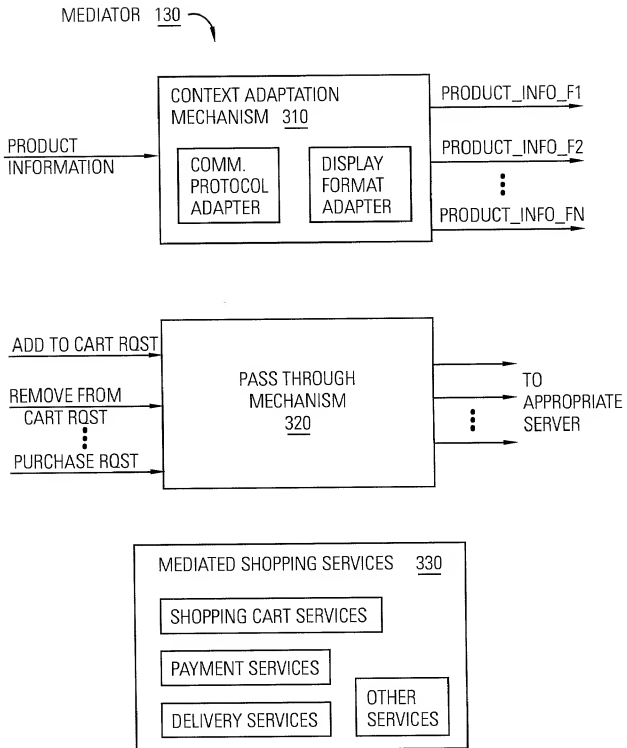 MEDIATOR 130
CONTEXT ADAPTATION
MECHANISM 310
COMM.
PROTOCOL
ADAPTER
DISPLAY
FORMAT
ADAPTER
PRODUCT
INFORMATION
PRODUCT_INFO_F1
PRODUCT_INFO_F2
PRODUCT_INFO_FN
ADD TO CART RQST
REMOVE FROM
CART RQST
PURCHASE RQST
PASS THROUGH
MECHANISM
320
TO
APPROPRIATE
SERVER
MEDIATED SHOPPING SERVICES 330
SHOPPING CART SERVICES
PAYMENT SERVICES
DELIVERY SERVICES
OTHER
SERVICES